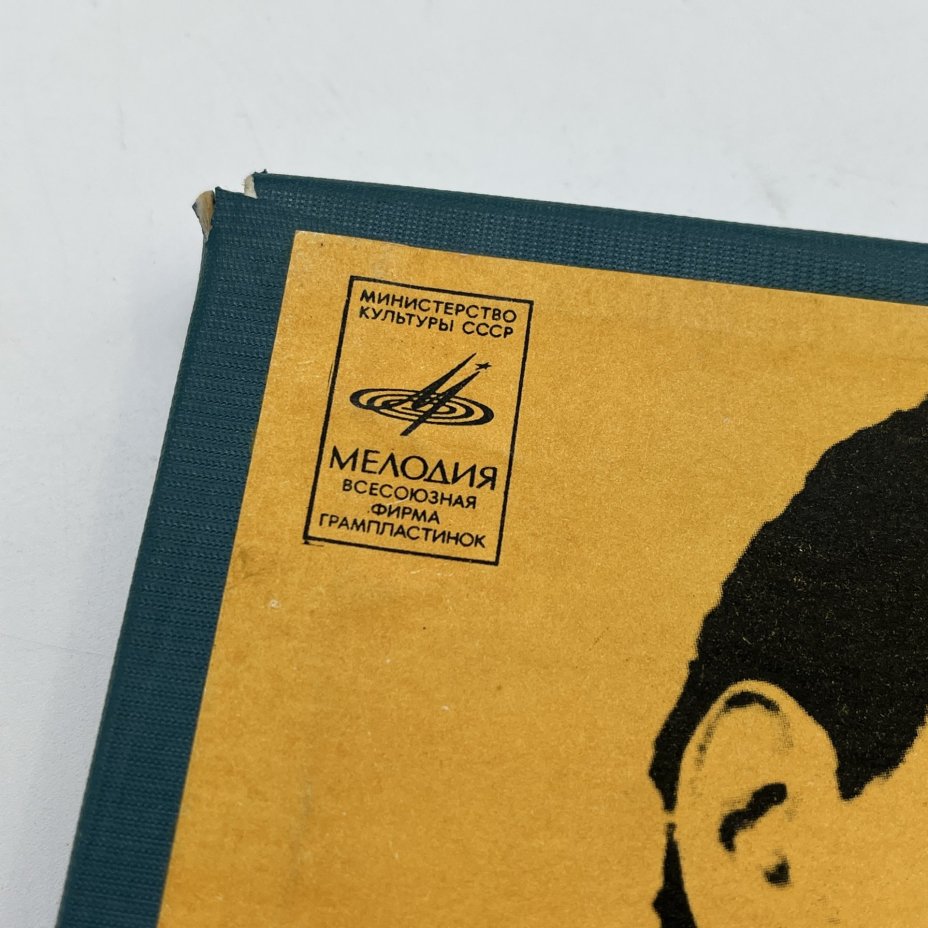 МИНИСТЕРСТВО
КУЛЬТУРЫ СССР
МЕЛОДИЯ
ВСЕСОЮЗНАЯ
ФИРМА
ГРАМПЛАСТИНОК